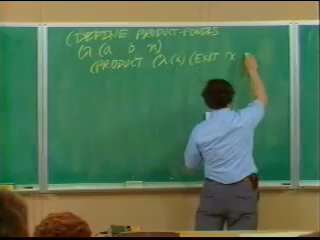 (DEFINE PRODUCT-POWERS
(λ (a b n)
(PRODUCT (λ (x) (EXPT x